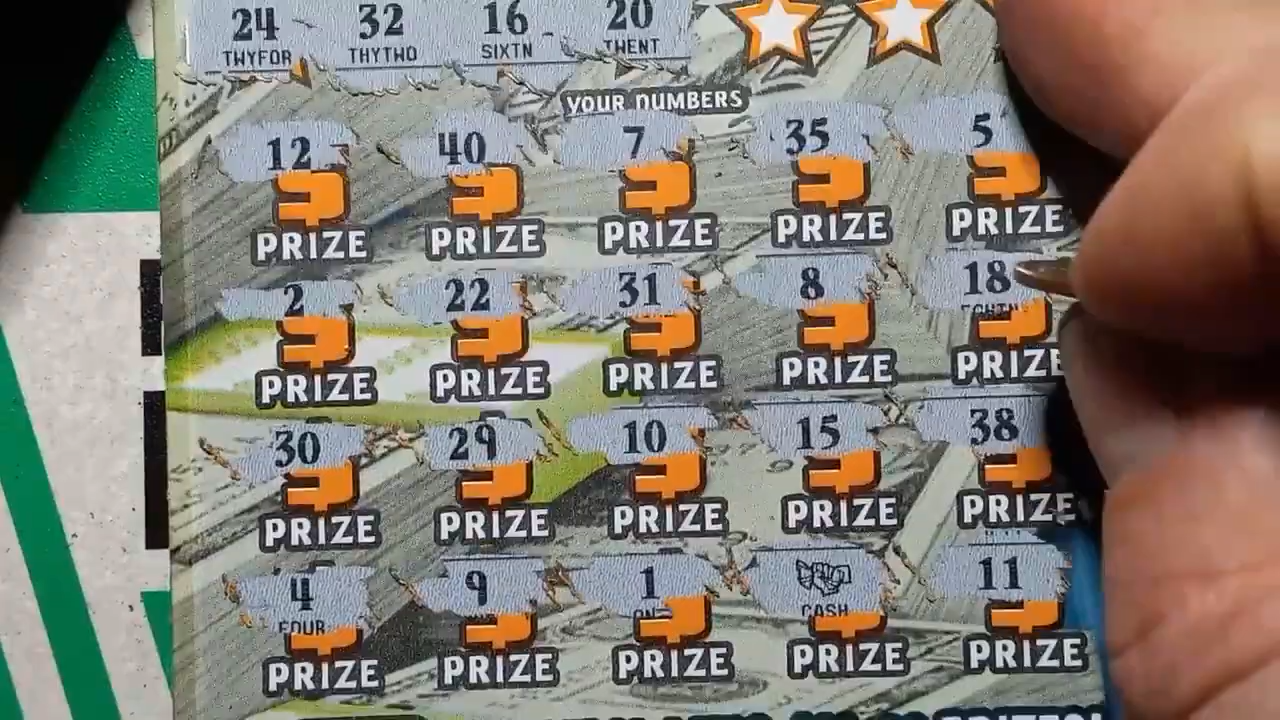 24 32 16 20
TWYFOR THYTWO SIXTN TWENT
YOUR NUMBERS
12 40 7 35 5
PRIZE PRIZE PRIZE PRIZE PRIZE
2 22 31 8 18
PRIZE PRIZE PRIZE PRIZE PRIZE
30 29 10 15 38
PRIZE PRIZE PRIZE PRIZE PRIZE
4 9 1 11
FOUR ONE CASH
PRIZE PRIZE PRIZE PRIZE PRIZE